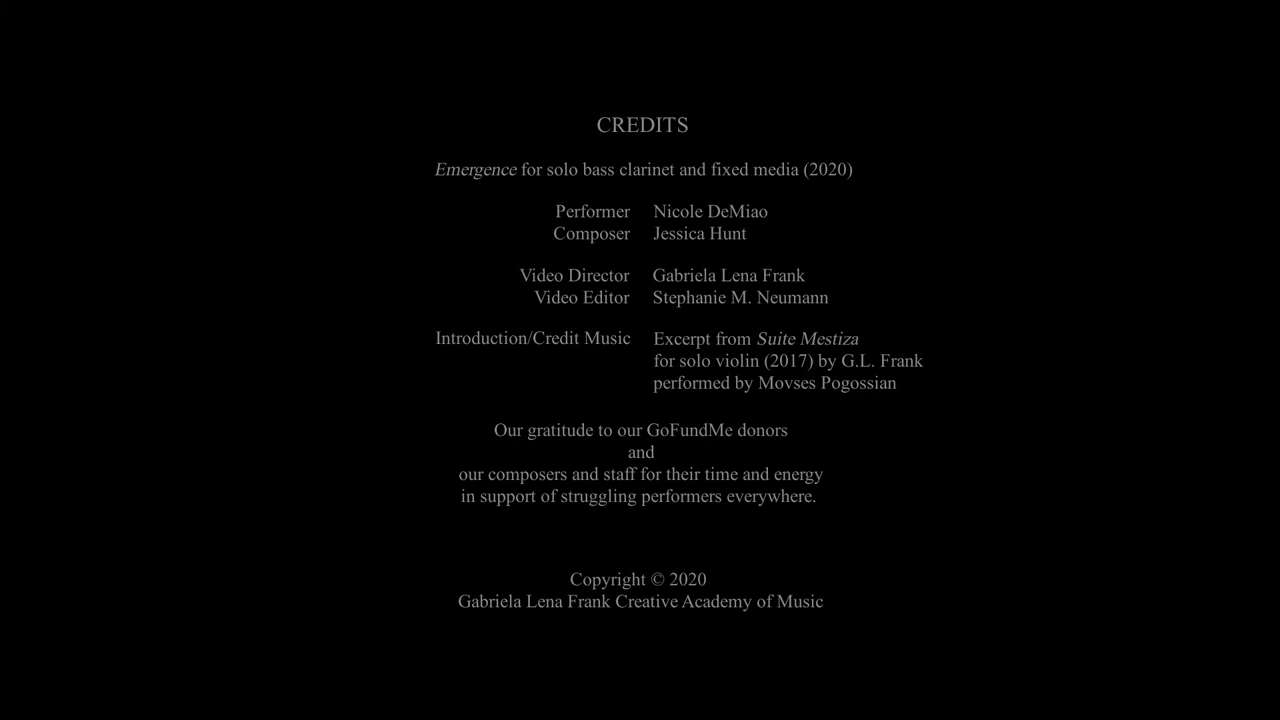 CREDITS
Emergence for solo bass clarinet and fixed media (2020)
Performer Nicole DeMiao
Composer Jessica Hunt
Video Director Gabriela Lena Frank
Video Editor Stephanie M. Neumann
Introduction/Credit Music Excerpt from Suite Mestiza
for solo violin (2017) by G.L. Frank
performed by Movses Pogossian
Our gratitude to our GoFundMe donors
and
our composers and staff for their time and energy
in support of struggling performers everywhere.
Copyright © 2020
Gabriela Lena Frank Creative Academy of Music